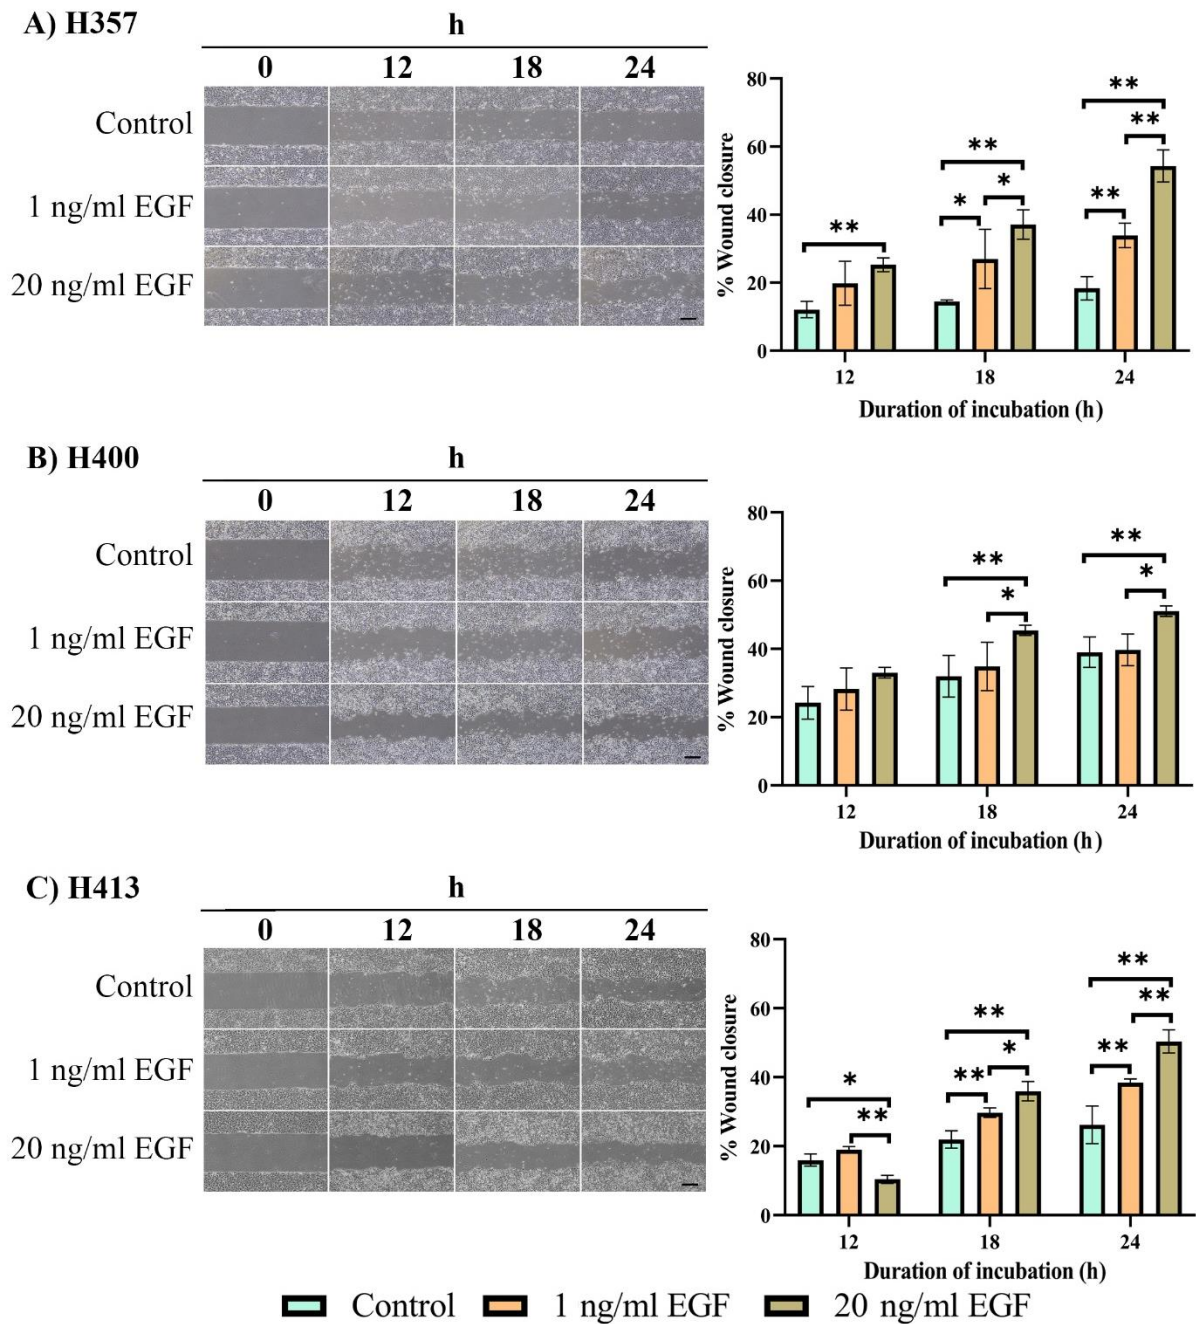 A) H357
h
0 12 18 24
Control
1 ng/ml EGF
20 ng/ml EGF
80
60
40
20
0
% Wound closure
** ** * * ** ** **
12 18 24
Duration of incubation (h)
B) H400
h
0 12 18 24
Control
1 ng/ml EGF
20 ng/ml EGF
80
60
40
20
0
% Wound closure
** * ** *
12 18 24
Duration of incubation (h)
C) H413
h
0 12 18 24
Control
1 ng/ml EGF
20 ng/ml EGF
80
60
40
20
0
% Wound closure
* ** ** ** * ** ** **
12 18 24
Duration of incubation (h)
Control 1 ng/ml EGF 20 ng/ml EGF